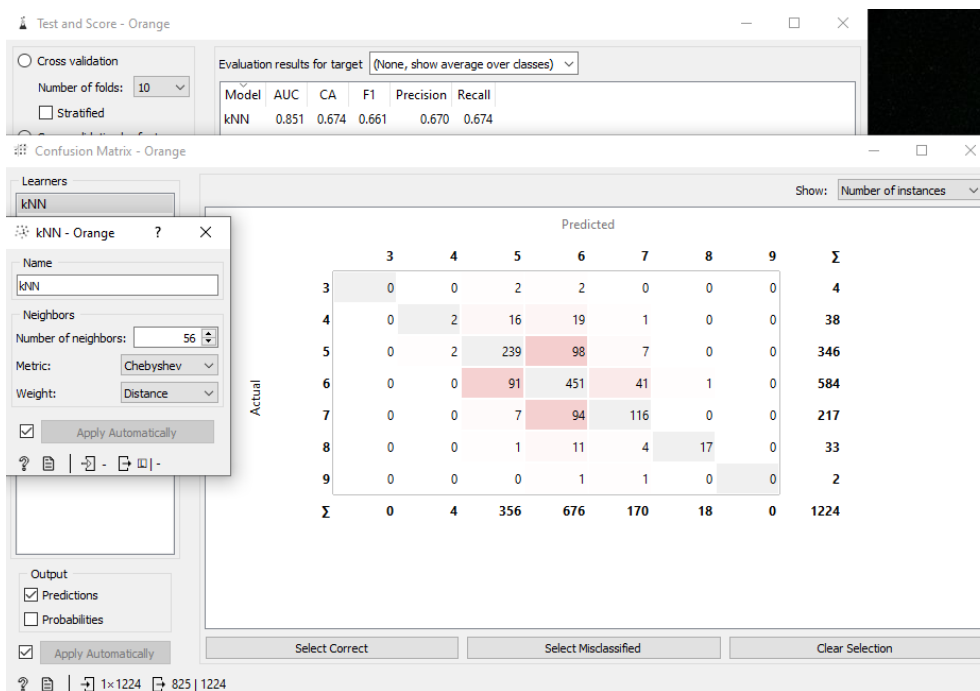 Test and Score - Orange
Cross validation
Number of folds: 10
Stratified
Evaluation results for target (None, show average over classes)
Model AUC CA F1 Precision Recall
kNN 0.851 0.674 0.661 0.670 0.674
Confusion Matrix - Orange
Learners
kNN
Show: Number of instances
kNN - Orange ? X
Name
kNN
Neighbors
Number of neighbors: 56
Metric: Chebyshev
Weight: Distance
Apply Automatically
Predicted
3 4 5 6 7 8 9 Σ
Actual
3 0 0 2 2 0 0 0 4
4 0 2 16 19 1 0 0 38
5 0 2 239 98 7 0 0 346
6 0 0 91 451 41 1 0 584
7 0 0 7 94 116 0 0 217
8 0 0 1 11 4 17 0 33
9 0 0 0 1 1 0 0 2
Σ 0 4 356 676 170 18 0 1224
Output
Predictions
Probabilities
Apply Automatically
Select Correct
Select Misclassified
Clear Selection
? 1×1224 825 | 1224